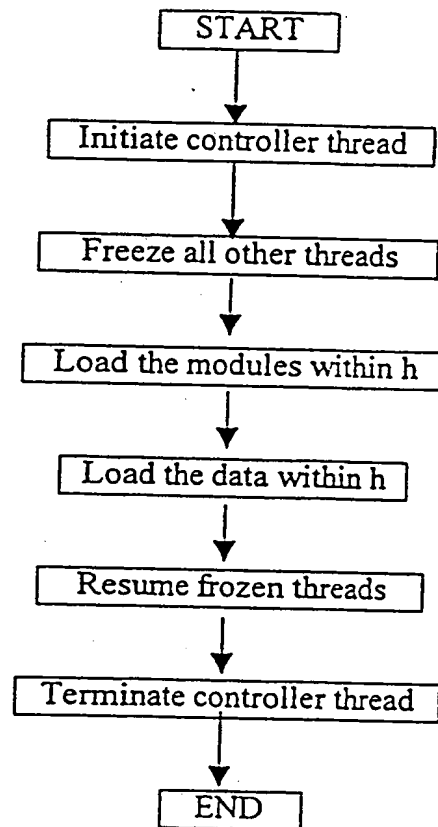 START
Initiate controller thread
Freeze all other threads
Load the modules within h
Load the data within h
Resume frozen threads
Terminate controller thread
END